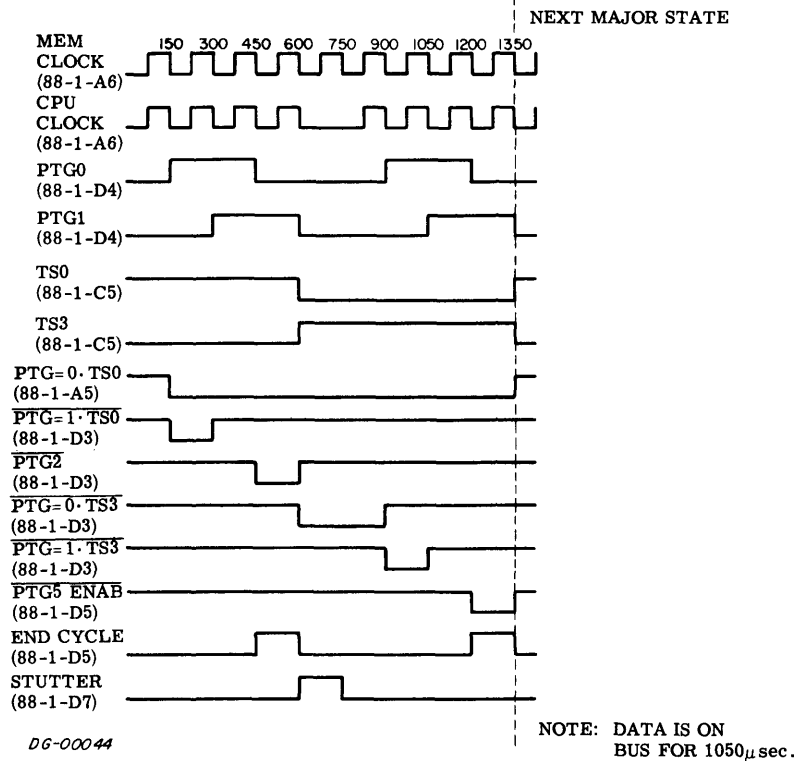 NEXT MAJOR STATE
150 300 450 600 750 900 1050 1200 1350
MEM
CLOCK
(88-1-A6)
CPU
CLOCK
(88-1-A6)
PTG0
(88-1-D4)
PTG1
(88-1-D4)
TS0
(88-1-C5)
TS3
(88-1-C5)
PTG=0·TS0
(88-1-A5)
PTG=1·TS0
(88-1-D3)
PTG2
(88-1-D3)
PTG=0·TS3
(88-1-D3)
PTG=1·TS3
(88-1-D3)
PTG5 ENAB
(88-1-D5)
END CYCLE
(88-1-D5)
STUTTER
(88-1-D7)
DG-00044
NOTE: DATA IS ON
BUS FOR 1050μsec.